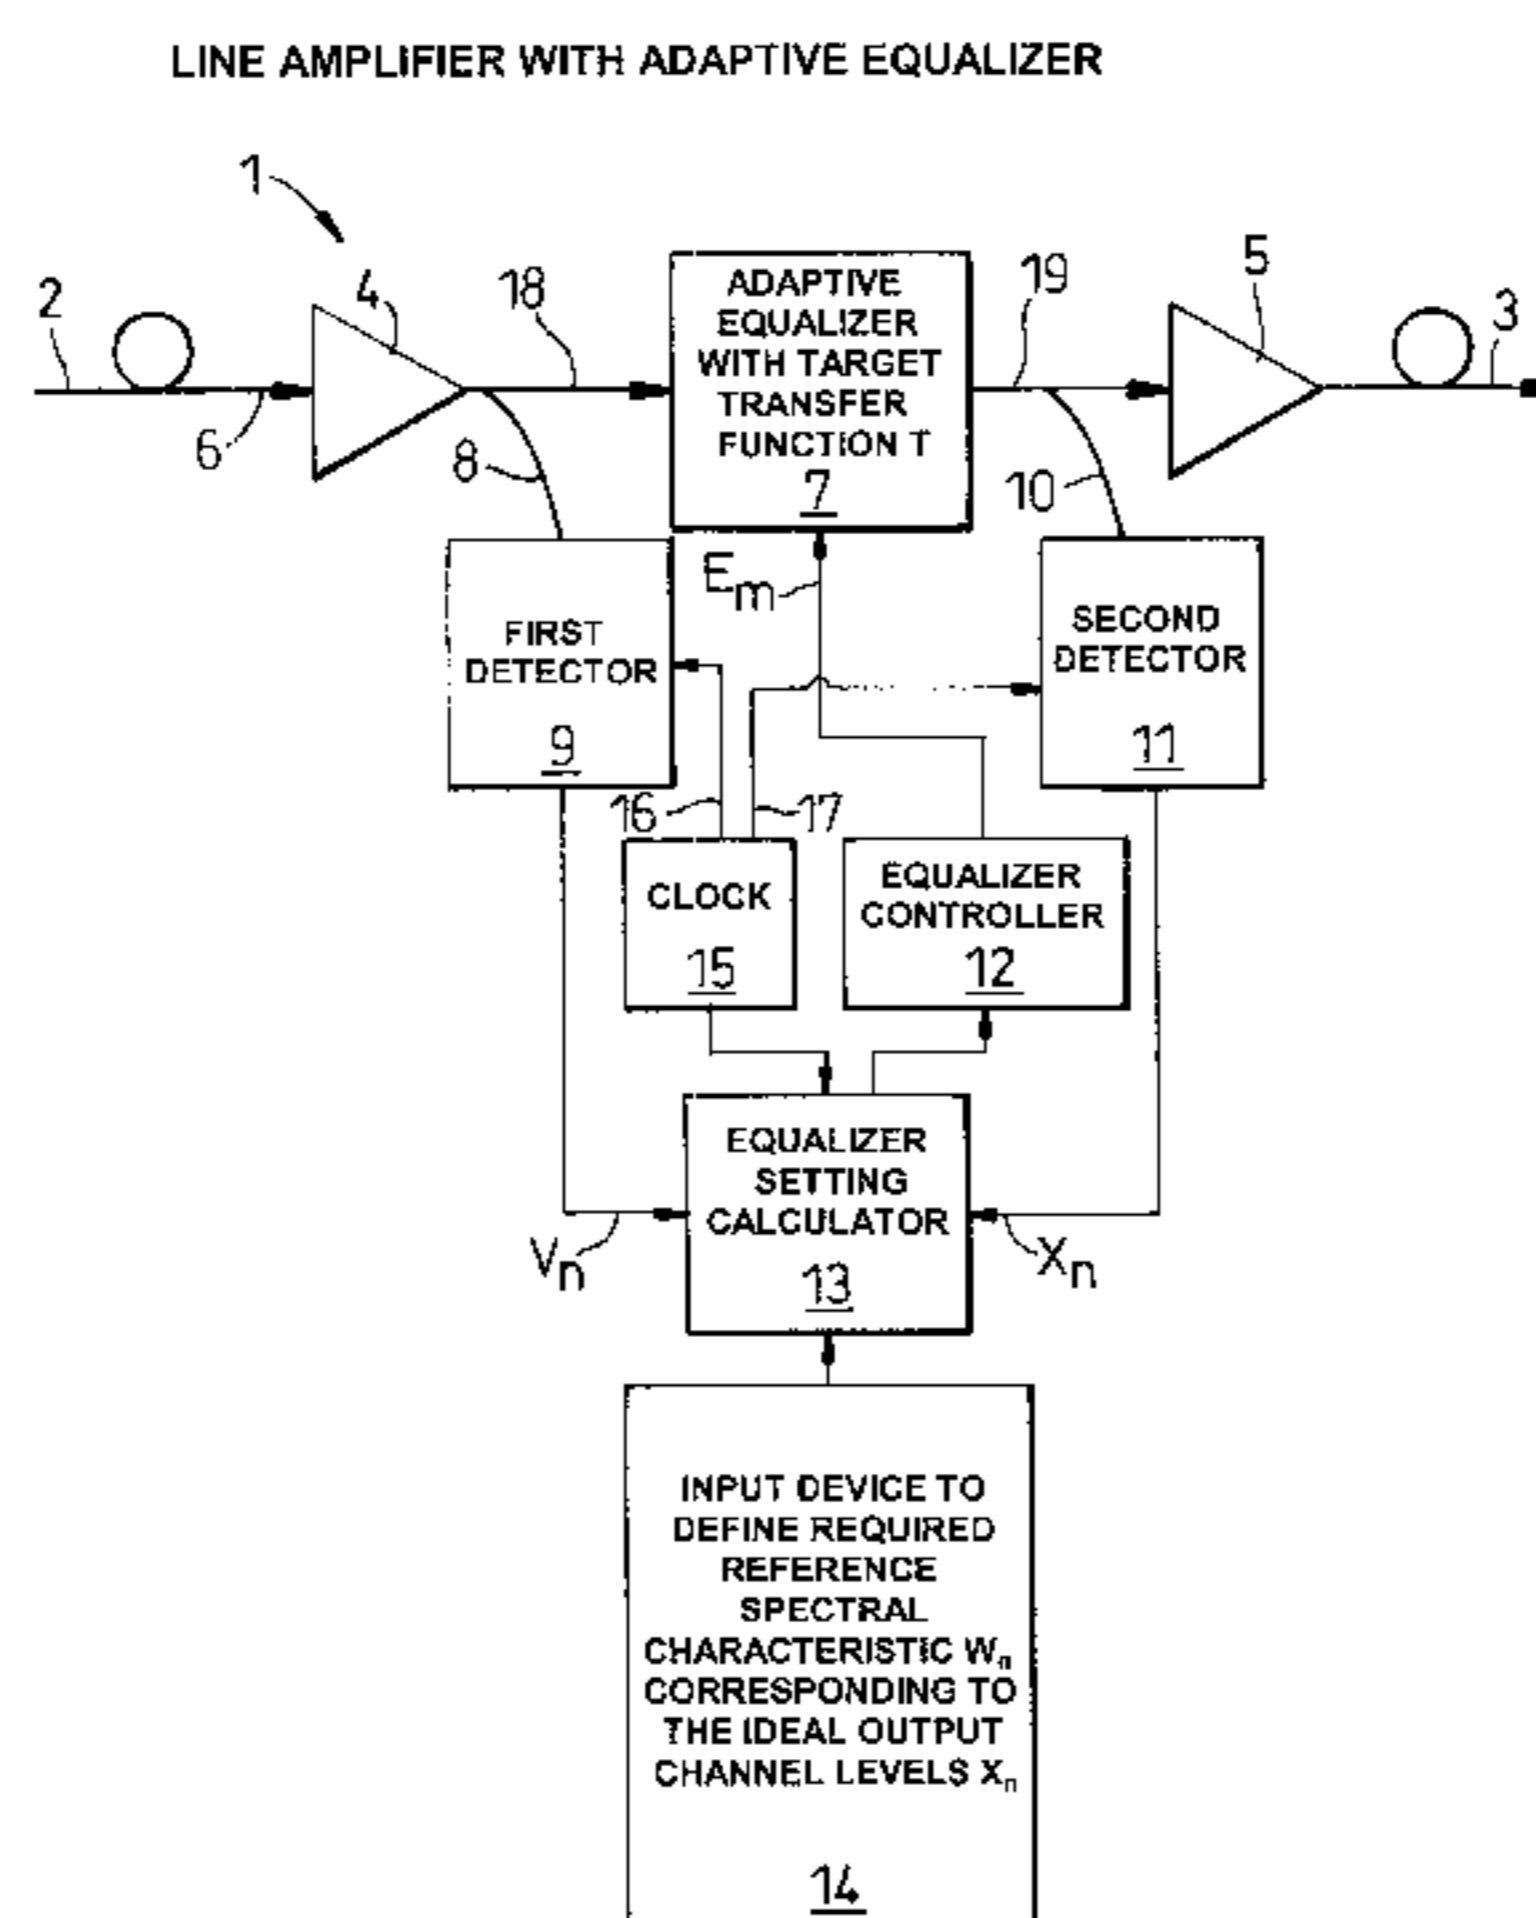 LINE AMPLIFIER WITH ADAPTIVE EQUALIZER
1
2
4
18
19
5
3
6
8
10
ADAPTIVE
EQUALIZER
WITH TARGET
TRANSFER
FUNCTION T
7
Em
FIRST
DETECTOR
9
SECOND
DETECTOR
11
16
17
CLOCK
15
EQUALIZER
CONTROLLER
12
EQUALIZER
SETTING
CALCULATOR
13
Vn
Xn
INPUT DEVICE TO
DEFINE REQUIRED
REFERENCE
SPECTRAL
CHARACTERISTIC Wn
CORRESPONDING TO
THE IDEAL OUTPUT
CHANNEL LEVELS Xn
14